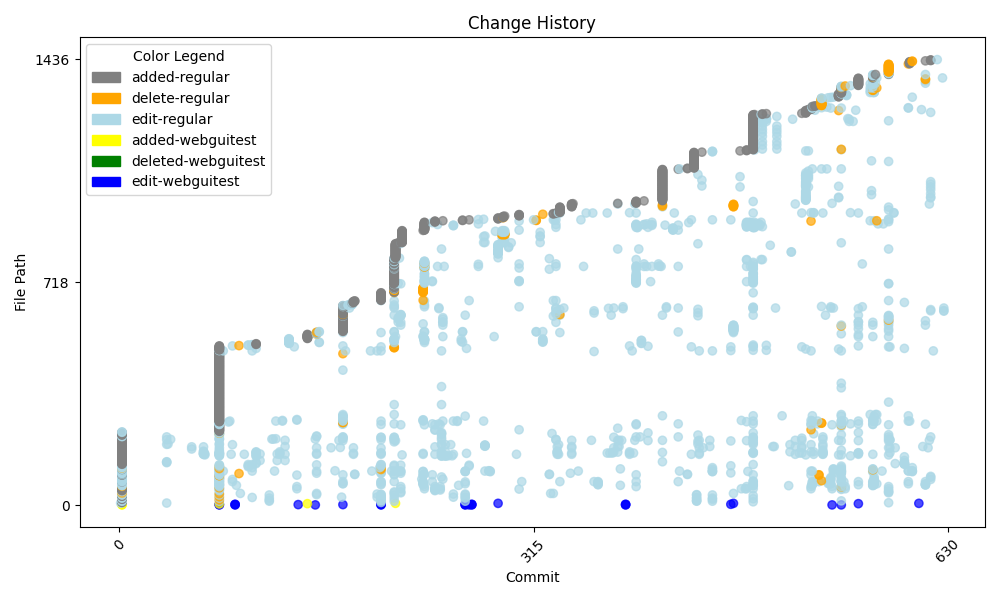 Change History
Color Legend
added-regular
delete-regular
edit-regular
added-webguitest
deleted-webguitest
edit-webguitest
1436
718
0
File Path
0
315
630
Commit